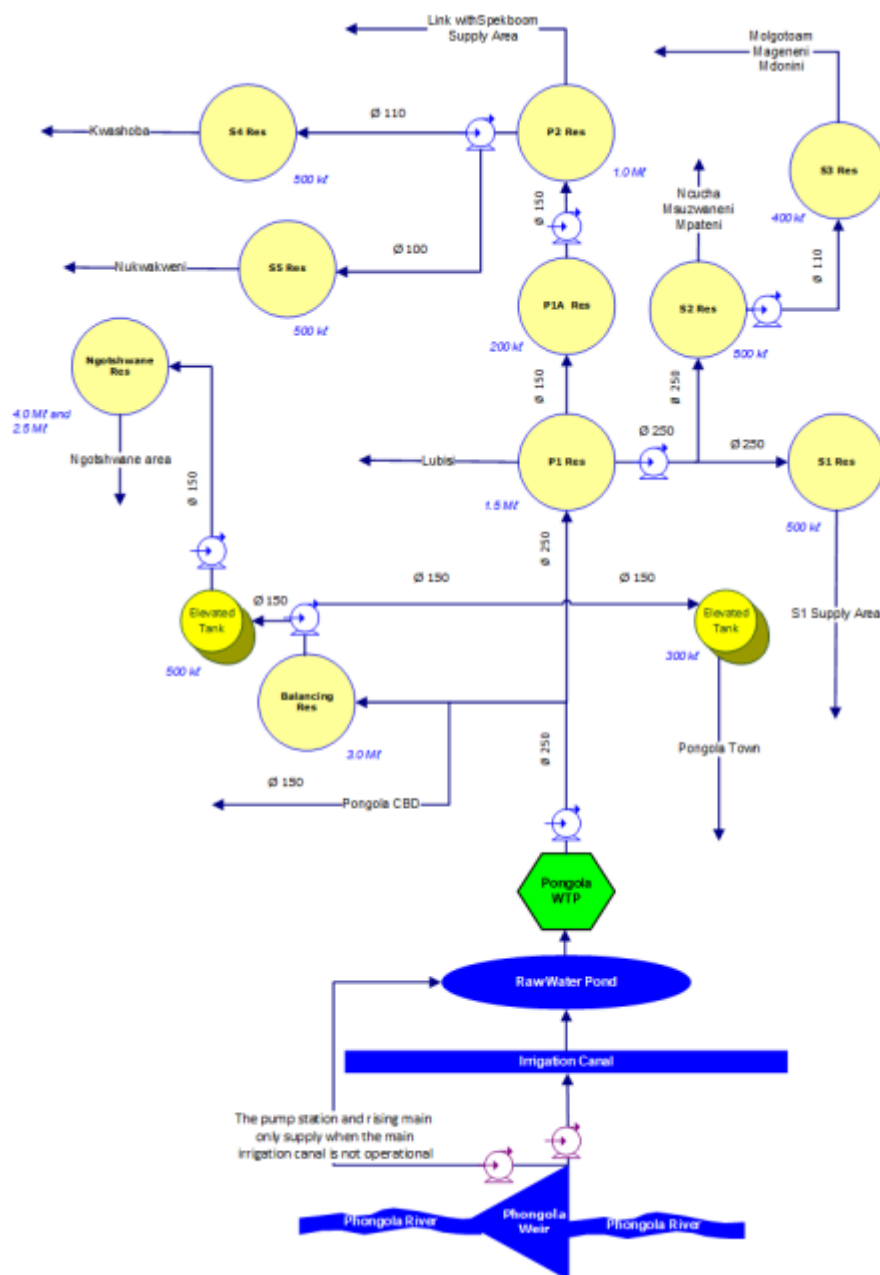 Link withSpekboom
Supply Area
Molgotoam
Mageneni
Mdonini
Ø 110
Kwashoba
S4 Res
P2 Res
500 kℓ
1.0 Mℓ
S3 Res
Ø 150
Ncucha
Msuzwaneni
Mpateni
400 kℓ
Ø 100
Nukwakweni
S5 Res
Ø 110
P1A Res
S2 Res
500 kℓ
200 kℓ
500 kℓ
Ngotshwane
Res
Ø 150
Ø 250
4.0 Mℓ and
2.5 Mℓ
Ø 250
Ø 250
Ngotshwane area
Lubisi
P1 Res
S1 Res
Ø 150
1.5 Mℓ
500 kℓ
Ø 250
Ø 150
Ø 150
Ø 150
Elevated
Tank
Elevated
Tank
S1 Supply Area
500 kℓ
300 kℓ
Balancing
Res
Ø 250
3.0 Mℓ
Pongola Town
Ø 150
Pongola CBD
Pongola
WTP
Raw Water Pond
Irrigation Canal
The pump station and rising main
only supply when the main
irrigation canal is not operational
Phongola River
Phongolla
Weir
Phongola River